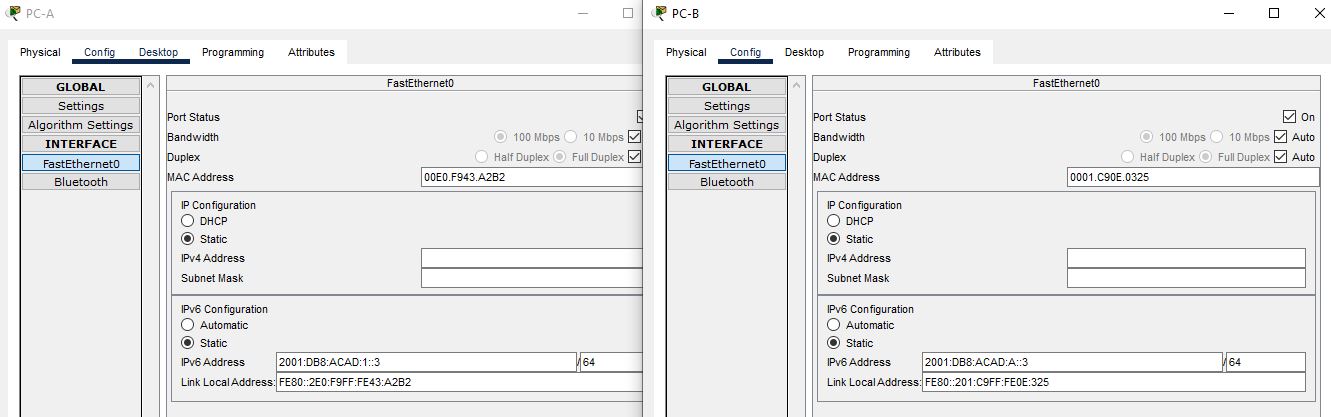 PC-A
Physical Config Desktop Programming Attributes
GLOBAL
Settings
Algorithm Settings
INTERFACE
FastEthernet0
Bluetooth
FastEthernet0
Port Status
Bandwidth 100 Mbps 10 Mbps
Duplex Half Duplex Full Duplex
MAC Address 00E0.F943.A2B2
IP Configuration
DHCP
Static
IPv4 Address
Subnet Mask
IPv6 Configuration
Automatic
Static
IPv6 Address 2001:DB8:ACAD:1::3 / 64
Link Local Address: FE80::2E0:F9FF:FE43:A2B2
PC-B
Physical Config Desktop Programming Attributes
GLOBAL
Settings
Algorithm Settings
INTERFACE
FastEthernet0
Bluetooth
FastEthernet0
Port Status On
Bandwidth 100 Mbps 10 Mbps Auto
Duplex Half Duplex Full Duplex Auto
MAC Address 0001.C90E.0325
IP Configuration
DHCP
Static
IPv4 Address
Subnet Mask
IPv6 Configuration
Automatic
Static
IPv6 Address 2001:DB8:ACAD:A::3 / 64
Link Local Address: FE80::201:C9FF:FE0E:325